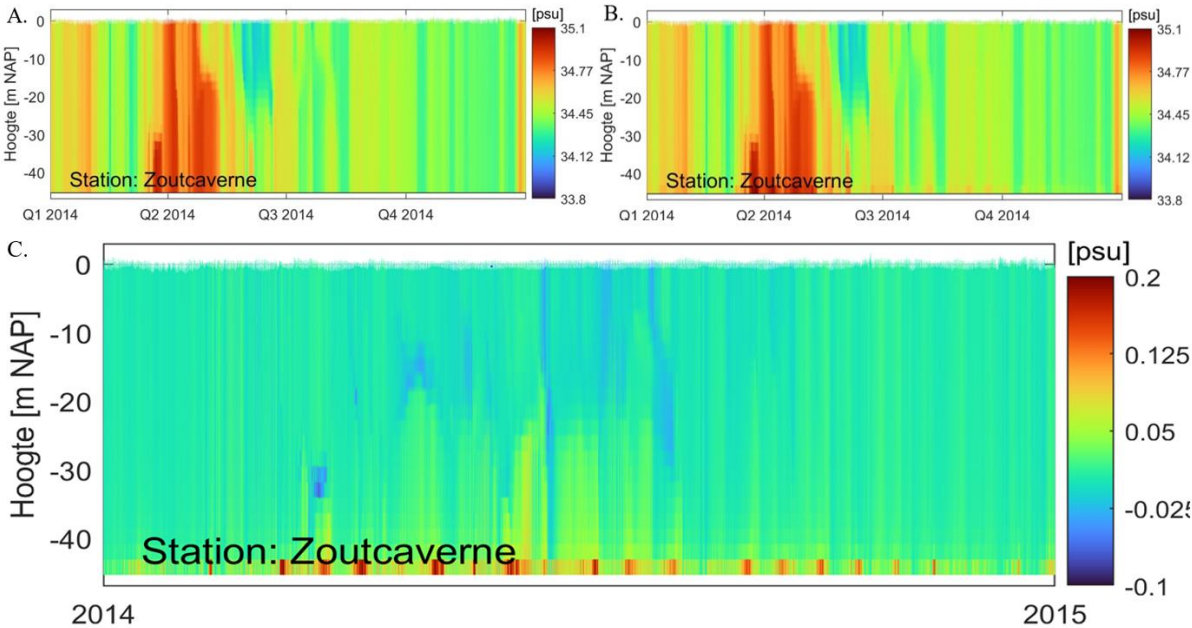 A.
[psu]
0
-10
-20
-30
-40
Hoogte [m NAP]
Station: Zoutcaverne
Q1 2014
Q2 2014
Q3 2014
Q4 2014
35.1
34.77
34.45
34.12
33.8
B.
[psu]
0
-10
-20
-30
-40
Hoogte [m NAP]
Station: Zoutcaverne
Q1 2014
Q2 2014
Q3 2014
Q4 2014
35.1
34.77
34.45
34.12
33.8
C.
[psu]
0
-10
-20
-30
-40
Hoogte [m NAP]
Station: Zoutcaverne
2014
2015
0.2
0.125
0.05
-0.025
-0.1